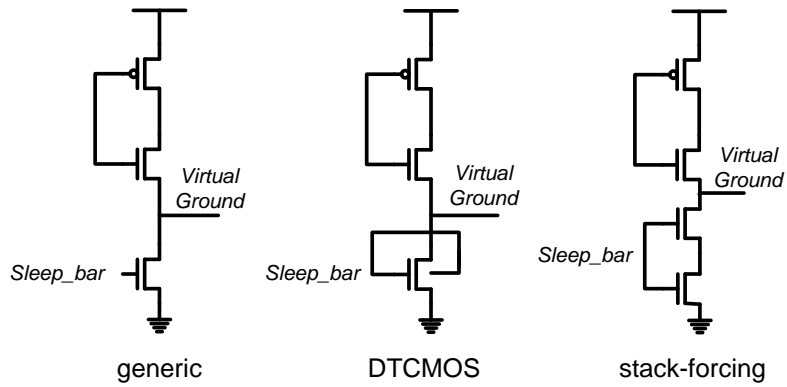 Virtual
Ground
Sleep_bar
generic
Virtual
Ground
Sleep_bar
DTCMOS
Virtual
Ground
Sleep_bar
stack-forcing